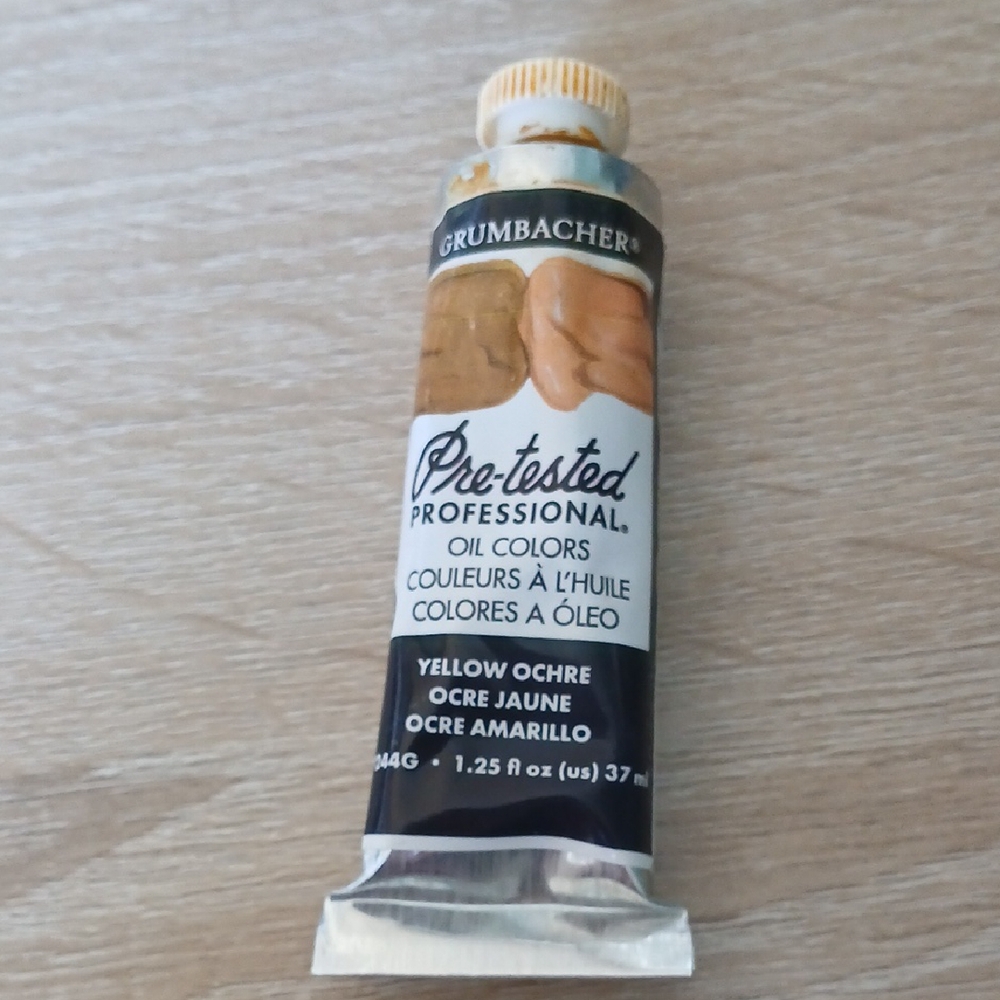 GRUMBACHER®
Pre-tested
PROFESSIONAL®
OIL COLORS
COULEURS À L'HUILE
COLORES A ÓLEO
YELLOW OCHRE
OCRE JAUNE
OCRE AMARILLO
044G • 1.25 fl oz (us) 37 ml